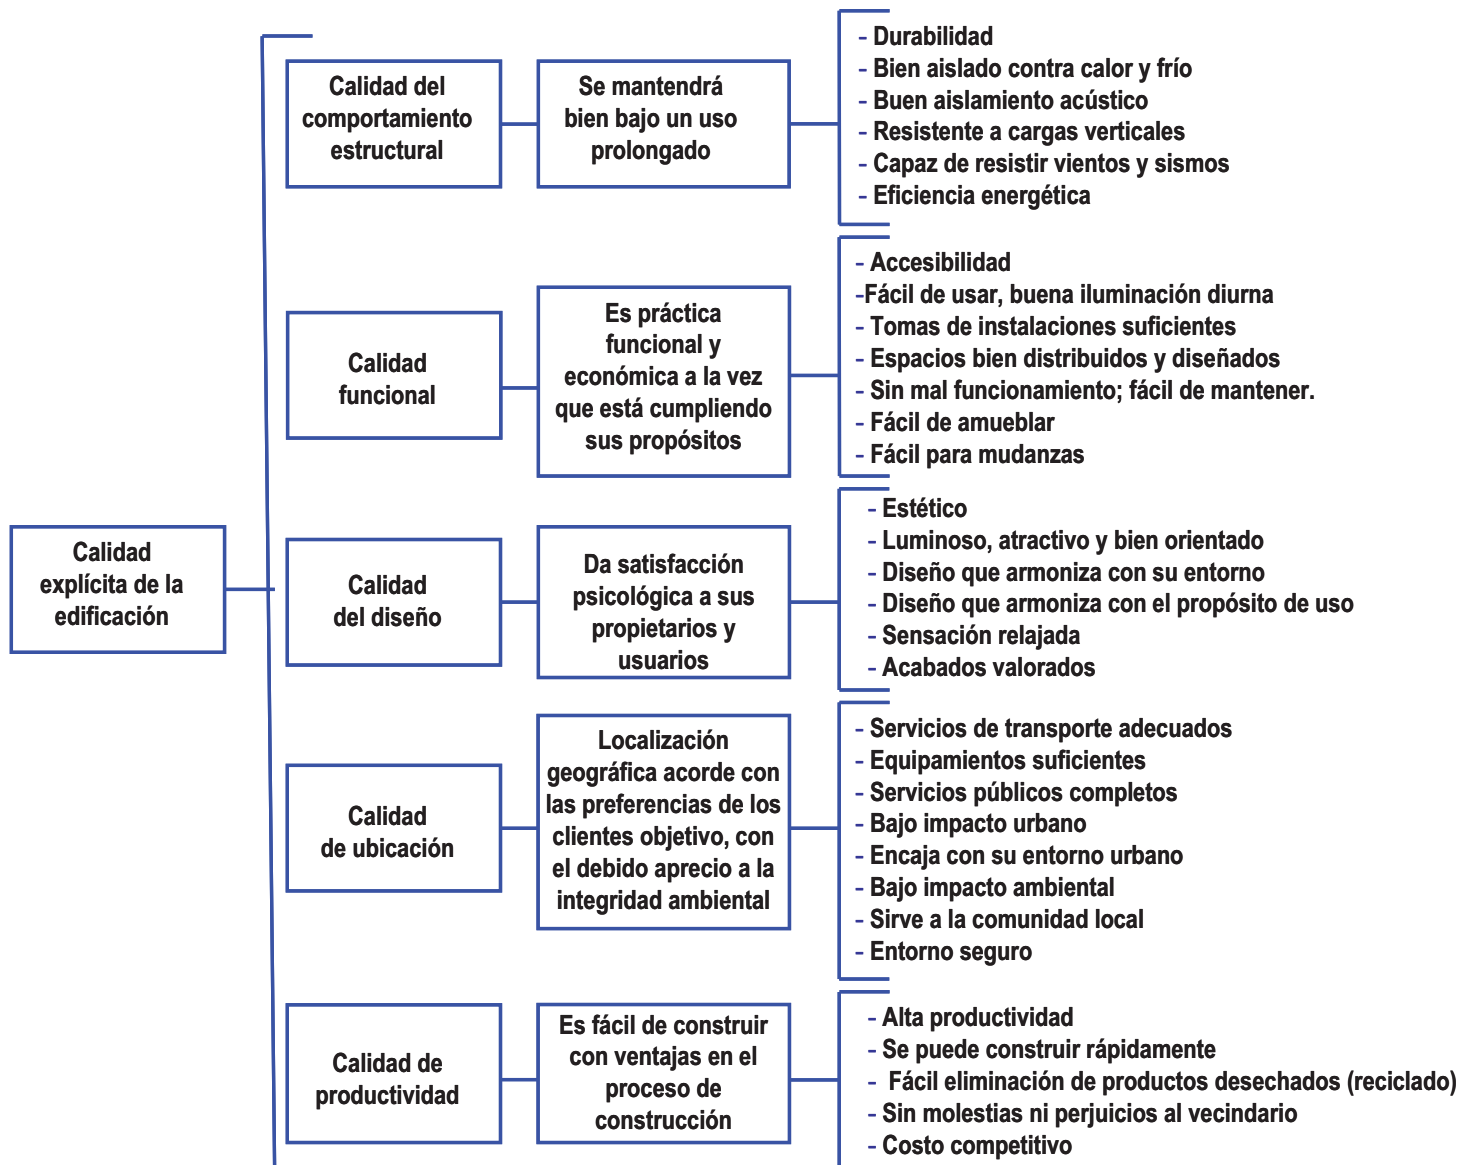 Calidad
explícita de la
edificación
Calidad del
comportamiento
estructural
Se mantendrá
bien bajo un uso
prolongado
- Durabilidad
- Bien aislado contra calor y frío
- Buen aislamiento acústico
- Resistente a cargas verticales
- Capaz de resistir vientos y sismos
- Eficiencia energética
Calidad
funcional
Es práctica
funcional y
económica a la vez
que está cumpliendo
sus propósitos
- Accesibilidad
-Fácil de usar, buena iluminación diurna
- Tomas de instalaciones suficientes
- Espacios bien distribuidos y diseñados
- Sin mal funcionamiento; fácil de mantener.
- Fácil de amueblar
- Fácil para mudanzas
Calidad
del diseño
Da satisfacción
psicológica a sus
propietarios y
usuarios
- Estético
- Luminoso, atractivo y bien orientado
- Diseño que armoniza con su entorno
- Diseño que armoniza con el propósito de uso
- Sensación relajada
- Acabados valorados
Calidad
de ubicación
Localización
geográfica acorde con
las preferencias de los
clientes objetivo, con
el debido aprecio a la
integridad ambiental
- Servicios de transporte adecuados
- Equipamientos suficientes
- Servicios públicos completos
- Bajo impacto urbano
- Encaja con su entorno urbano
- Bajo impacto ambiental
- Sirve a la comunidad local
- Entorno seguro
Calidad de
productividad
Es fácil de construir
con ventajas en el
proceso de
construcción
- Alta productividad
- Se puede construir rápidamente
- Fácil eliminación de productos desechados (reciclado)
- Sin molestias ni perjuicios al vecindario
- Costo competitivo